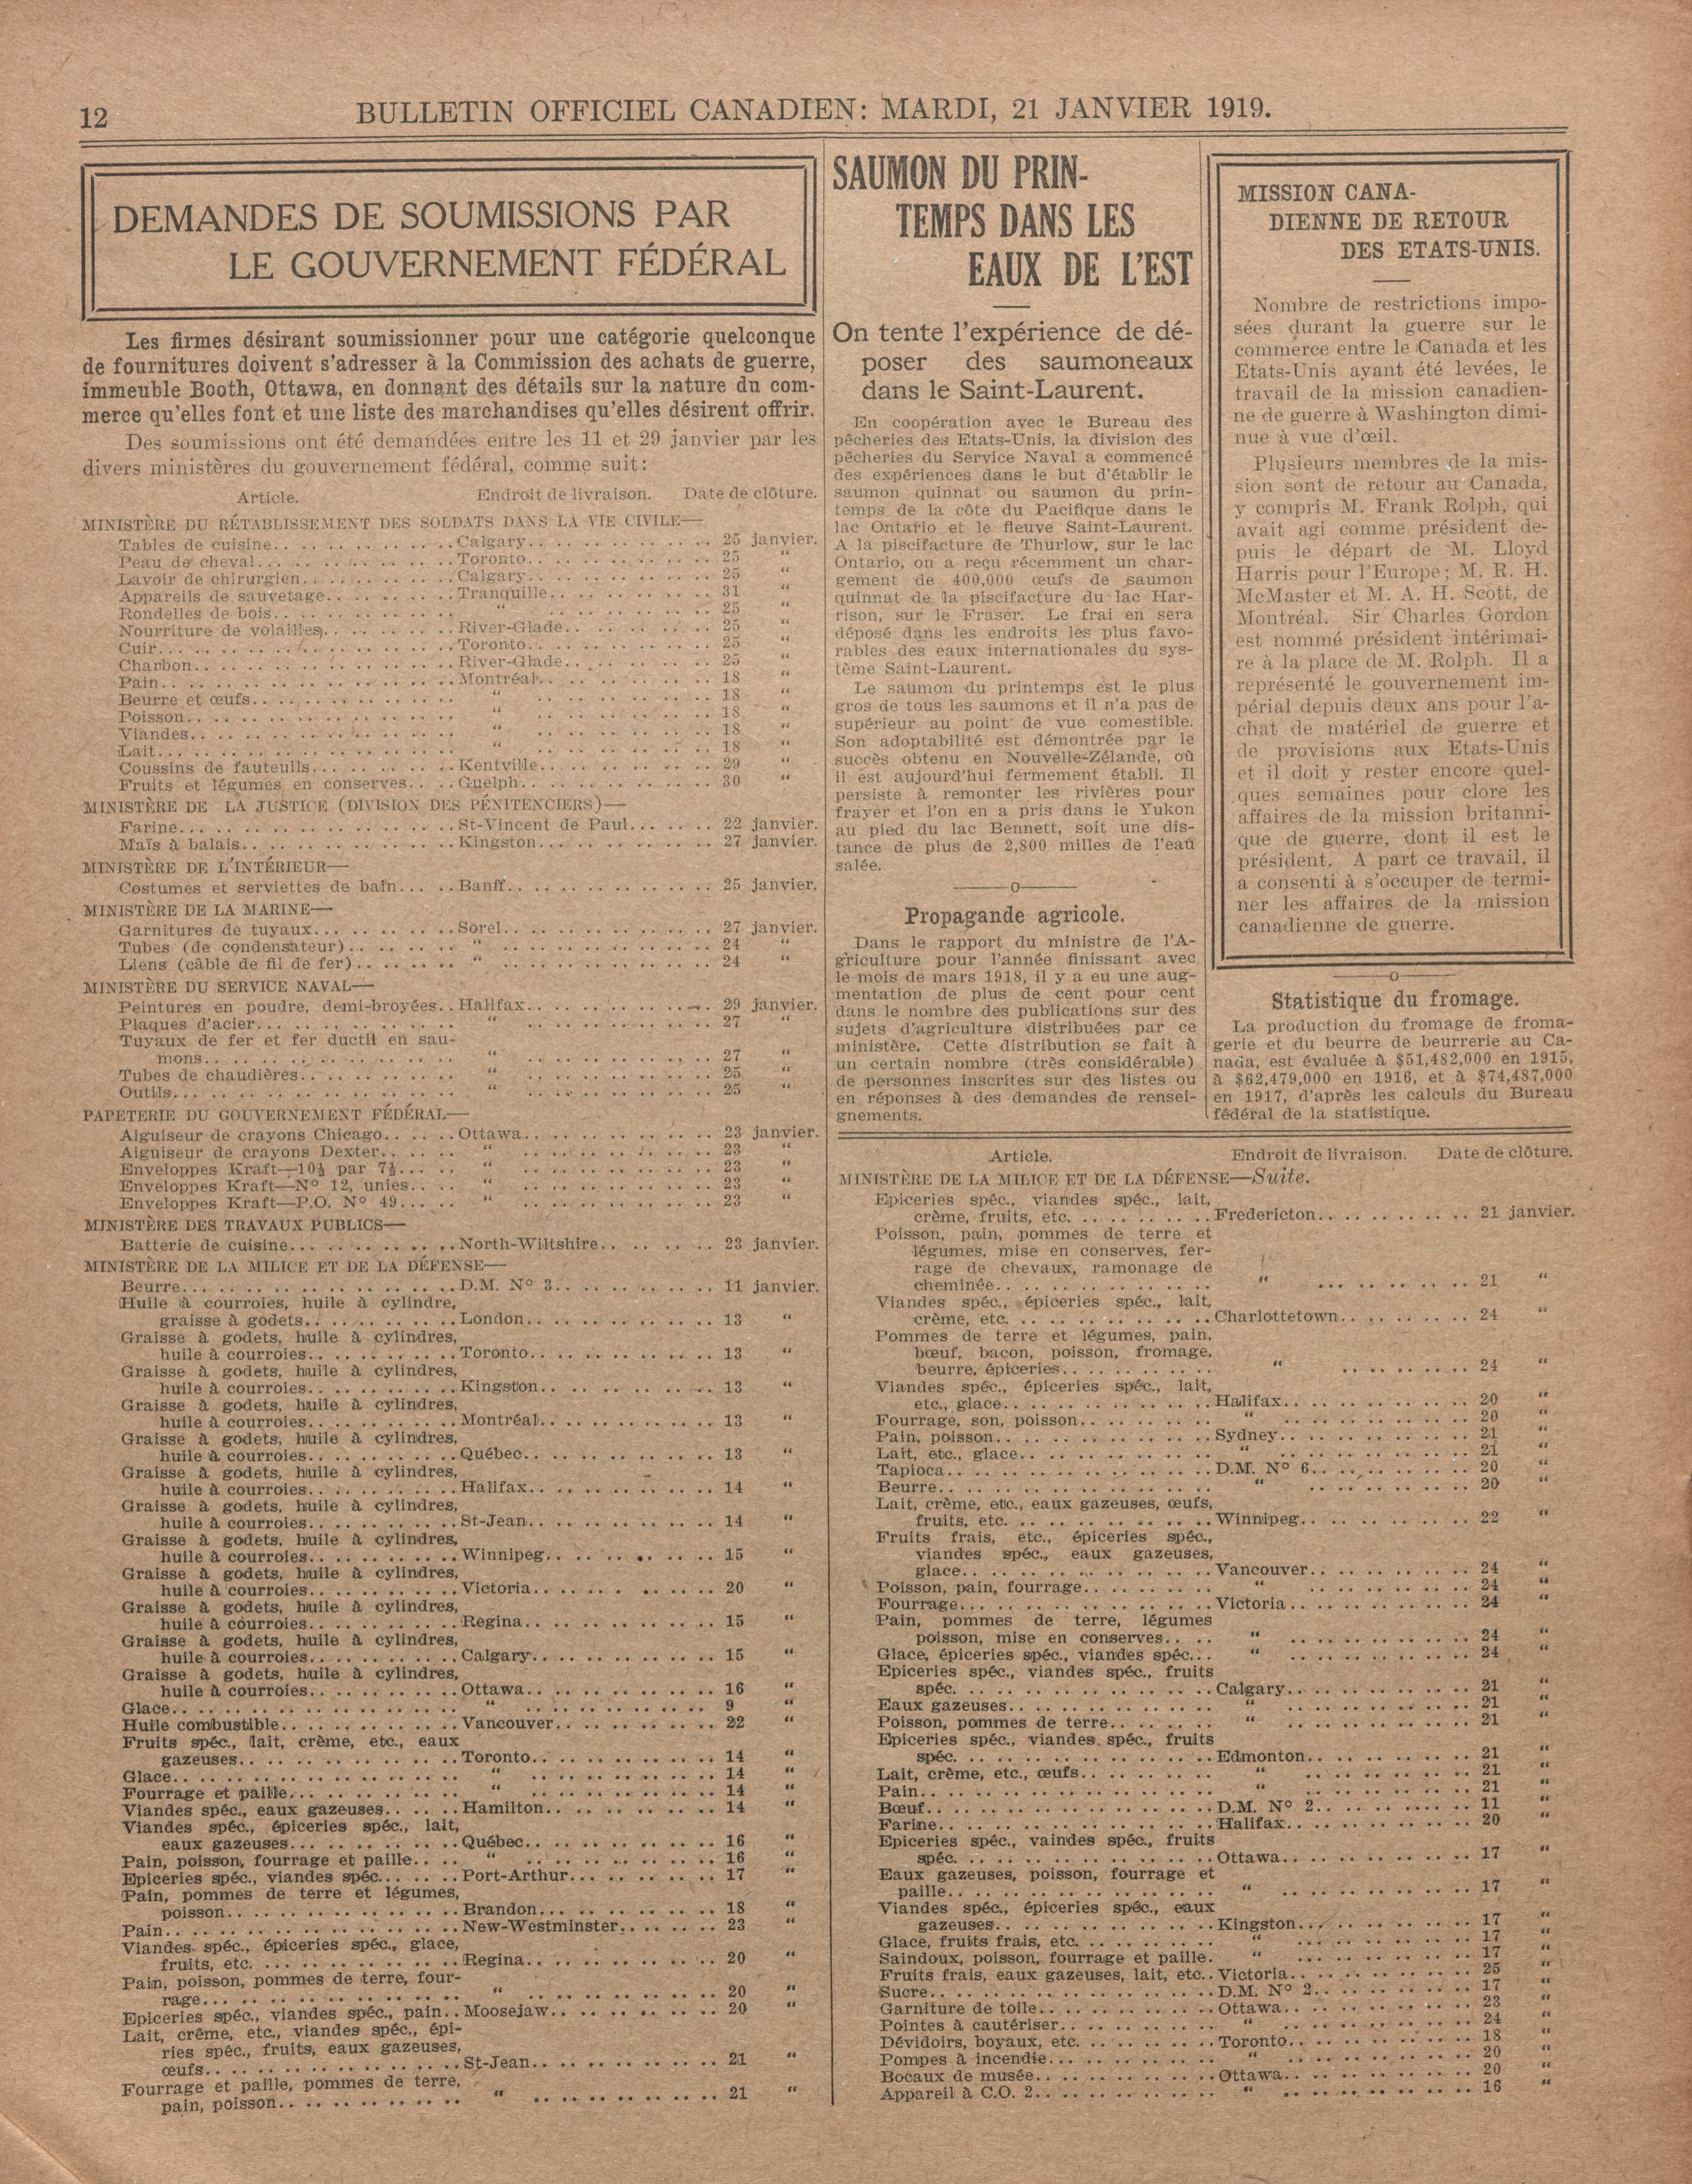 12
BULLETIN OFFICIEL CANADIEN: MARDI, 21 JANVIER 1919.
DEMANDES DE SOUMISSIONS PAR
LE GOUVERNEMENT FÉDÉRAL
Les firmes désirant soumissionner pour une catégorie quelconque
de fournitures doivent s'adresser à la Commission des achats de guerre,
immeuble Booth, Ottawa, en donnant des détails sur la nature du com-
merce qu'elles font et une liste des marchandises qu'elles désirent offrir.
Des soumissions ont été demandées entre les 11 et 29 janvier par les
divers ministères du gouvernement fédéral, comme suit:
Article. Endroit de livraison. Date de clôture.
MINISTÈRE DU RÉTABLISSEMENT DES SOLDATS DANS LA VIE CIVILE—
Tables de cuisine.. .. Calgary.. .. 25 janvier.
Peau de cheval.. .. Toronto.. .. 25 "
Lavoir de chirurgien.. .. Calgary.. .. 25 "
Appareils de sauvetage.. .. Tranquille.. .. 31 "
Rondelles de bois.. .. " .. .. 25 "
Nourriture de volailles.. .. River-Glade.. .. 25 "
Cuir.. .. Toronto.. .. 25 "
Charbon.. .. River-Glade.. .. 25 "
Pain.. .. Montréal.. .. 18 "
Beurre et œufs.. .. " .. .. 18 "
Poisson.. .. " .. .. 18 "
Viandes.. .. " .. .. 18 "
Lait.. .. " .. .. 18 "
Coussins de fauteuils.. .. Kentville.. .. 29 "
Fruits et légumes en conserves.. .. Guelph.. .. 30 "
MINISTÈRE DE LA JUSTICE (DIVISION DES PÉNITENCIERS)—
Farine.. .. St-Vincent de Paul.. .. 22 janvier.
Maïs à balais.. .. Kingston.. .. 27 janvier.
MINISTÈRE DE L'INTÉRIEUR—
Costumes et serviettes de bain.. .. Banff.. .. 25 janvier.
MINISTÈRE DE LA MARINE—
Garnitures de tuyaux.. .. Sorel.. .. 27 janvier.
Tubes (de condensateur).. .. " .. .. 24 "
Liens (câble de fil de fer).. .. " .. .. 24 "
MINISTÈRE DU SERVICE NAVAL—
Peintures en poudre, demi-broyées.. Halifax.. .. 29 janvier.
Plaques d'acier.. .. " .. .. 27 "
Tuyaux de fer et fer ductil en sau-
mons.. .. " .. .. 27 "
Tubes de chaudières.. .. " .. .. 25 "
Outils.. .. " .. .. 25 "
PAPETERIE DU GOUVERNEMENT FÉDÉRAL—
Aiguiseur de crayons Chicago.. .. Ottawa.. .. 23 janvier.
Aiguiseur de crayons Dexter.. .. " .. .. 23 "
Enveloppes Kraft—10½ par 7½.. .. " .. .. 23 "
Enveloppes Kraft—N° 12, unies.. .. " .. .. 23 "
Enveloppes Kraft—P.O. N° 49.. .. " .. .. 23 "
MINISTÈRE DES TRAVAUX PUBLICS—
Batterie de cuisine.. .. North-Wiltshire.. .. 23 janvier.
MINISTÈRE DE LA MILICE ET DE LA DÉFENSE—
Beurre.. .. D.M. N° 3.. .. 11 janvier.
Huile à courroies, huile à cylindre,
graisse à godets.. .. London.. .. 13 "
Graisse à godets, huile à cylindres,
huile à courroies.. .. Toronto.. .. 13 "
Graisse à godets, huile à cylindres,
huile à courroies.. .. Kingston.. .. 13 "
Graisse à godets, huile à cylindres,
huile à courroies.. .. Montréal.. .. 13 "
Graisse à godets, huile à cylindres,
huile à courroies.. .. Québec.. .. 13 "
Graisse à godets, huile à cylindres,
huile à courroies.. .. Halifax.. .. 14 "
Graisse à godets, huile à cylindres,
huile à courroies.. .. St-Jean.. .. 14 "
Graisse à godets, huile à cylindres,
huile à courroies.. .. Winnipeg.. .. 15 "
Graisse à godets, huile à cylindres,
huile à courroies.. .. Victoria.. .. 20 "
Graisse à godets, huile à cylindres,
huile à courroies.. .. Regina.. .. 15 "
Graisse à godets, huile à cylindres,
huile à courroies.. .. Calgary.. .. 15 "
Graisse à godets, huile à cylindres,
huile à courroies.. .. Ottawa.. .. 16 "
Glace.. .. " .. .. 9 "
Huile combustible.. .. Vancouver.. .. 22 "
Fruits spéc., lait, crème, etc., eaux
gazeuses.. .. Toronto.. .. 14 "
Glace.. .. " .. .. 14 "
Fourrage et paille.. .. " .. .. 14 "
Viandes spéc., eaux gazeuses.. .. Hamilton.. .. 14 "
Viandes spéc., épiceries spéc., lait,
eaux gazeuses.. .. Québec.. .. 16 "
Pain, poisson, fourrage et paille.. .. " .. .. 16 "
Epiceries spéc., viandes spéc.. .. Port-Arthur.. .. 17 "
Pain, pommes de terre et légumes,
poisson.. .. Brandon.. .. 18 "
Pain.. .. New-Westminster.. .. 23 "
Viandes spéc., épiceries spéc., glace,
fruits, etc. .. .. Regina.. .. 20 "
Pain, poisson, pommes de terre, four-
rage.. .. " .. .. 20 "
Epiceries spéc., viandes spéc., pain.. Moosejaw.. .. 20 "
Lait, crême, etc., viandes spéc., épi-
ries spéc., fruits, eaux gazeuses,
œufs.. .. St-Jean.. .. 21 "
Fourrage et paille, pommes de terre,
pain, poisson.. .. " .. .. 21 "
SAUMON DU PRIN-
TEMPS DANS LES
EAUX DE L'EST
On tente l'expérience de dé-
poser des saumoneaux
dans le Saint-Laurent.
En coopération avec le Bureau des
pêcheries des Etats-Unis, la division des
pêcheries du Service Naval a commencé
des expériences dans le but d'établir le
saumon quinnat ou saumon du prin-
temps de la côte du Pacifique dans le
lac Ontario et le fleuve Saint-Laurent.
A la piscifacture de Thurlow, sur le lac
Ontario, on a reçu récemment un char-
gement de 400,000 œufs de saumon
quinnat de la piscifacture du lac Har-
rison, sur le Fraser. Le frai en sera
déposé dans les endroits les plus favo-
rables des eaux internationales du sys-
tème Saint-Laurent.
Le saumon du printemps est le plus
gros de tous les saumons et il n'a pas de
supérieur au point de vue comestible.
Son adoptabilité est démontrée par le
succès obtenu en Nouvelle-Zélande, où
il est aujourd'hui fermement établi. Il
persiste à remonter les rivières pour
frayer et l'on en a pris dans le Yukon
au pied du lac Bennett, soit une dis-
tance de plus de 2,800 milles de l'eau
salée.
Propagande agricole.
Dans le rapport du ministre de l'A-
griculture pour l'année finissant avec
le mois de mars 1918, il y a eu une aug-
mentation de plus de cent pour cent
dans le nombre des publications sur des
sujets d'agriculture distribuées par ce
ministère. Cette distribution se fait à
un certain nombre (très considérable)
de personnes inscrites sur des listes ou
en réponses à des demandes de rensei-
gnements.
MISSION CANA-
DIENNE DE RETOUR
DES ETATS-UNIS.
Nombre de restrictions impo-
sées durant la guerre sur le
commerce entre le Canada et les
Etats-Unis ayant été levées, le
travail de la mission canadien-
ne de guerre à Washington dimi-
nue à vue d'œil.
Plusieurs membres de la mis-
sion sont de retour au Canada,
y compris M. Frank Rolph, qui
avait agi comme président de-
puis le départ de M. Lloyd
Harris pour l'Europe; M. R. H.
McMaster et M. A. H. Scott, de
Montréal. Sir Charles Gordon
est nommé président intérimai-
re à la place de M. Rolph. Il a
représenté le gouvernement im-
périal depuis deux ans pour l'a-
chat de matériel de guerre et
de provisions aux Etats-Unis
et il doit y rester encore quel-
ques semaines pour clore les
affaires de la mission britanni-
que de guerre, dont il est le
président. A part ce travail, il
a consenti à s'occuper de termi-
ner les affaires de la mission
canadienne de guerre.
Statistique du fromage.
La production du fromage de froma-
gerie et du beurre de beurrerie au Ca-
nada, est évaluée à $51,482,000 en 1915,
à $62,479,000 en 1916, et à $74,487,000
en 1917, d'après les calculs du Bureau
fédéral de la statistique.
Article. Endroit de livraison. Date de clôture.
MINISTÈRE DE LA MILICE ET DE LA DÉFENSE—Suite.
Epiceries spéc., viandes spéc., lait,
crème, fruits, etc. .. .. Fredericton.. .. 21 janvier.
Poisson, pain, pommes de terre et
légumes, mise en conserves, fer-
rage de chevaux, ramonage de
cheminée.. .. " .. .. 21 "
Viandes spéc., épiceries spéc., lait,
crème, etc. .. .. Charlottetown.. .. 24 "
Pommes de terre et légumes, pain,
bœuf, bacon, poisson, fromage,
beurre, épiceries.. .. " .. .. 24 "
Viandes spéc., épiceries spéc., lait,
etc., glace.. .. Halifax.. .. 20 "
Fourrage, son, poisson.. .. " .. .. 20 "
Pain, poisson.. .. Sydney.. .. 21 "
Lait, etc., glace.. .. " .. .. 21 "
Tapioca.. .. D.M. N° 6.. .. 20 "
Beurre.. .. " .. .. 20 "
Lait, crème, etc., eaux gazeuses, œufs,
fruits, etc. .. .. Winnipeg.. .. 22 "
Fruits frais, etc., épiceries spéc.,
viandes spéc., eaux gazeuses,
glace.. .. Vancouver.. .. 24 "
Poisson, pain, fourrage.. .. " .. .. 24 "
Fourrage.. .. Victoria.. .. 24 "
Pain, pommes de terre, légumes
poisson, mise en conserves.. .. " .. .. 24 "
Glace, épiceries spéc., viandes spéc... " .. .. 24 "
Epiceries spéc., viandes spéc., fruits
spéc. .. .. Calgary.. .. 21 "
Eaux gazeuses.. .. " .. .. 21 "
Poisson, pommes de terre.. .. " .. .. 21 "
Epiceries spéc., viandes spéc., fruits
spéc. .. .. Edmonton.. .. 21 "
Lait, crème, etc., œufs.. .. " .. .. 21 "
Pain.. .. " .. .. 21 "
Bœuf.. .. D.M. N° 2.. .. 11 "
Farine.. .. Halifax.. .. 20 "
Epiceries spéc., vaindes spéc., fruits
spéc. .. .. Ottawa.. .. 17 "
Eaux gazeuses, poisson, fourrage et
paille.. .. " .. .. 17 "
Viandes spéc., épiceries spéc., eaux
gazeuses.. .. Kingston.. .. 17 "
Glace, fruits frais, etc. .. .. " .. .. 17 "
Saindoux, poisson, fourrage et paille. " .. .. 17 "
Fruits frais, eaux gazeuses, lait, etc.. Victoria.. .. 25 "
Sucre.. .. D.M. N° 2.. .. 17 "
Garniture de toile.. .. Ottawa.. .. 23 "
Pointes à cautériser.. .. " .. .. 24 "
Dévidoirs, boyaux, etc. .. .. Toronto.. .. 18 "
Pompes à incendie.. .. " .. .. 20 "
Bocaux de musée.. .. Ottawa.. .. 20 "
Appareil à C.O. 2.. .. " .. .. 16 "